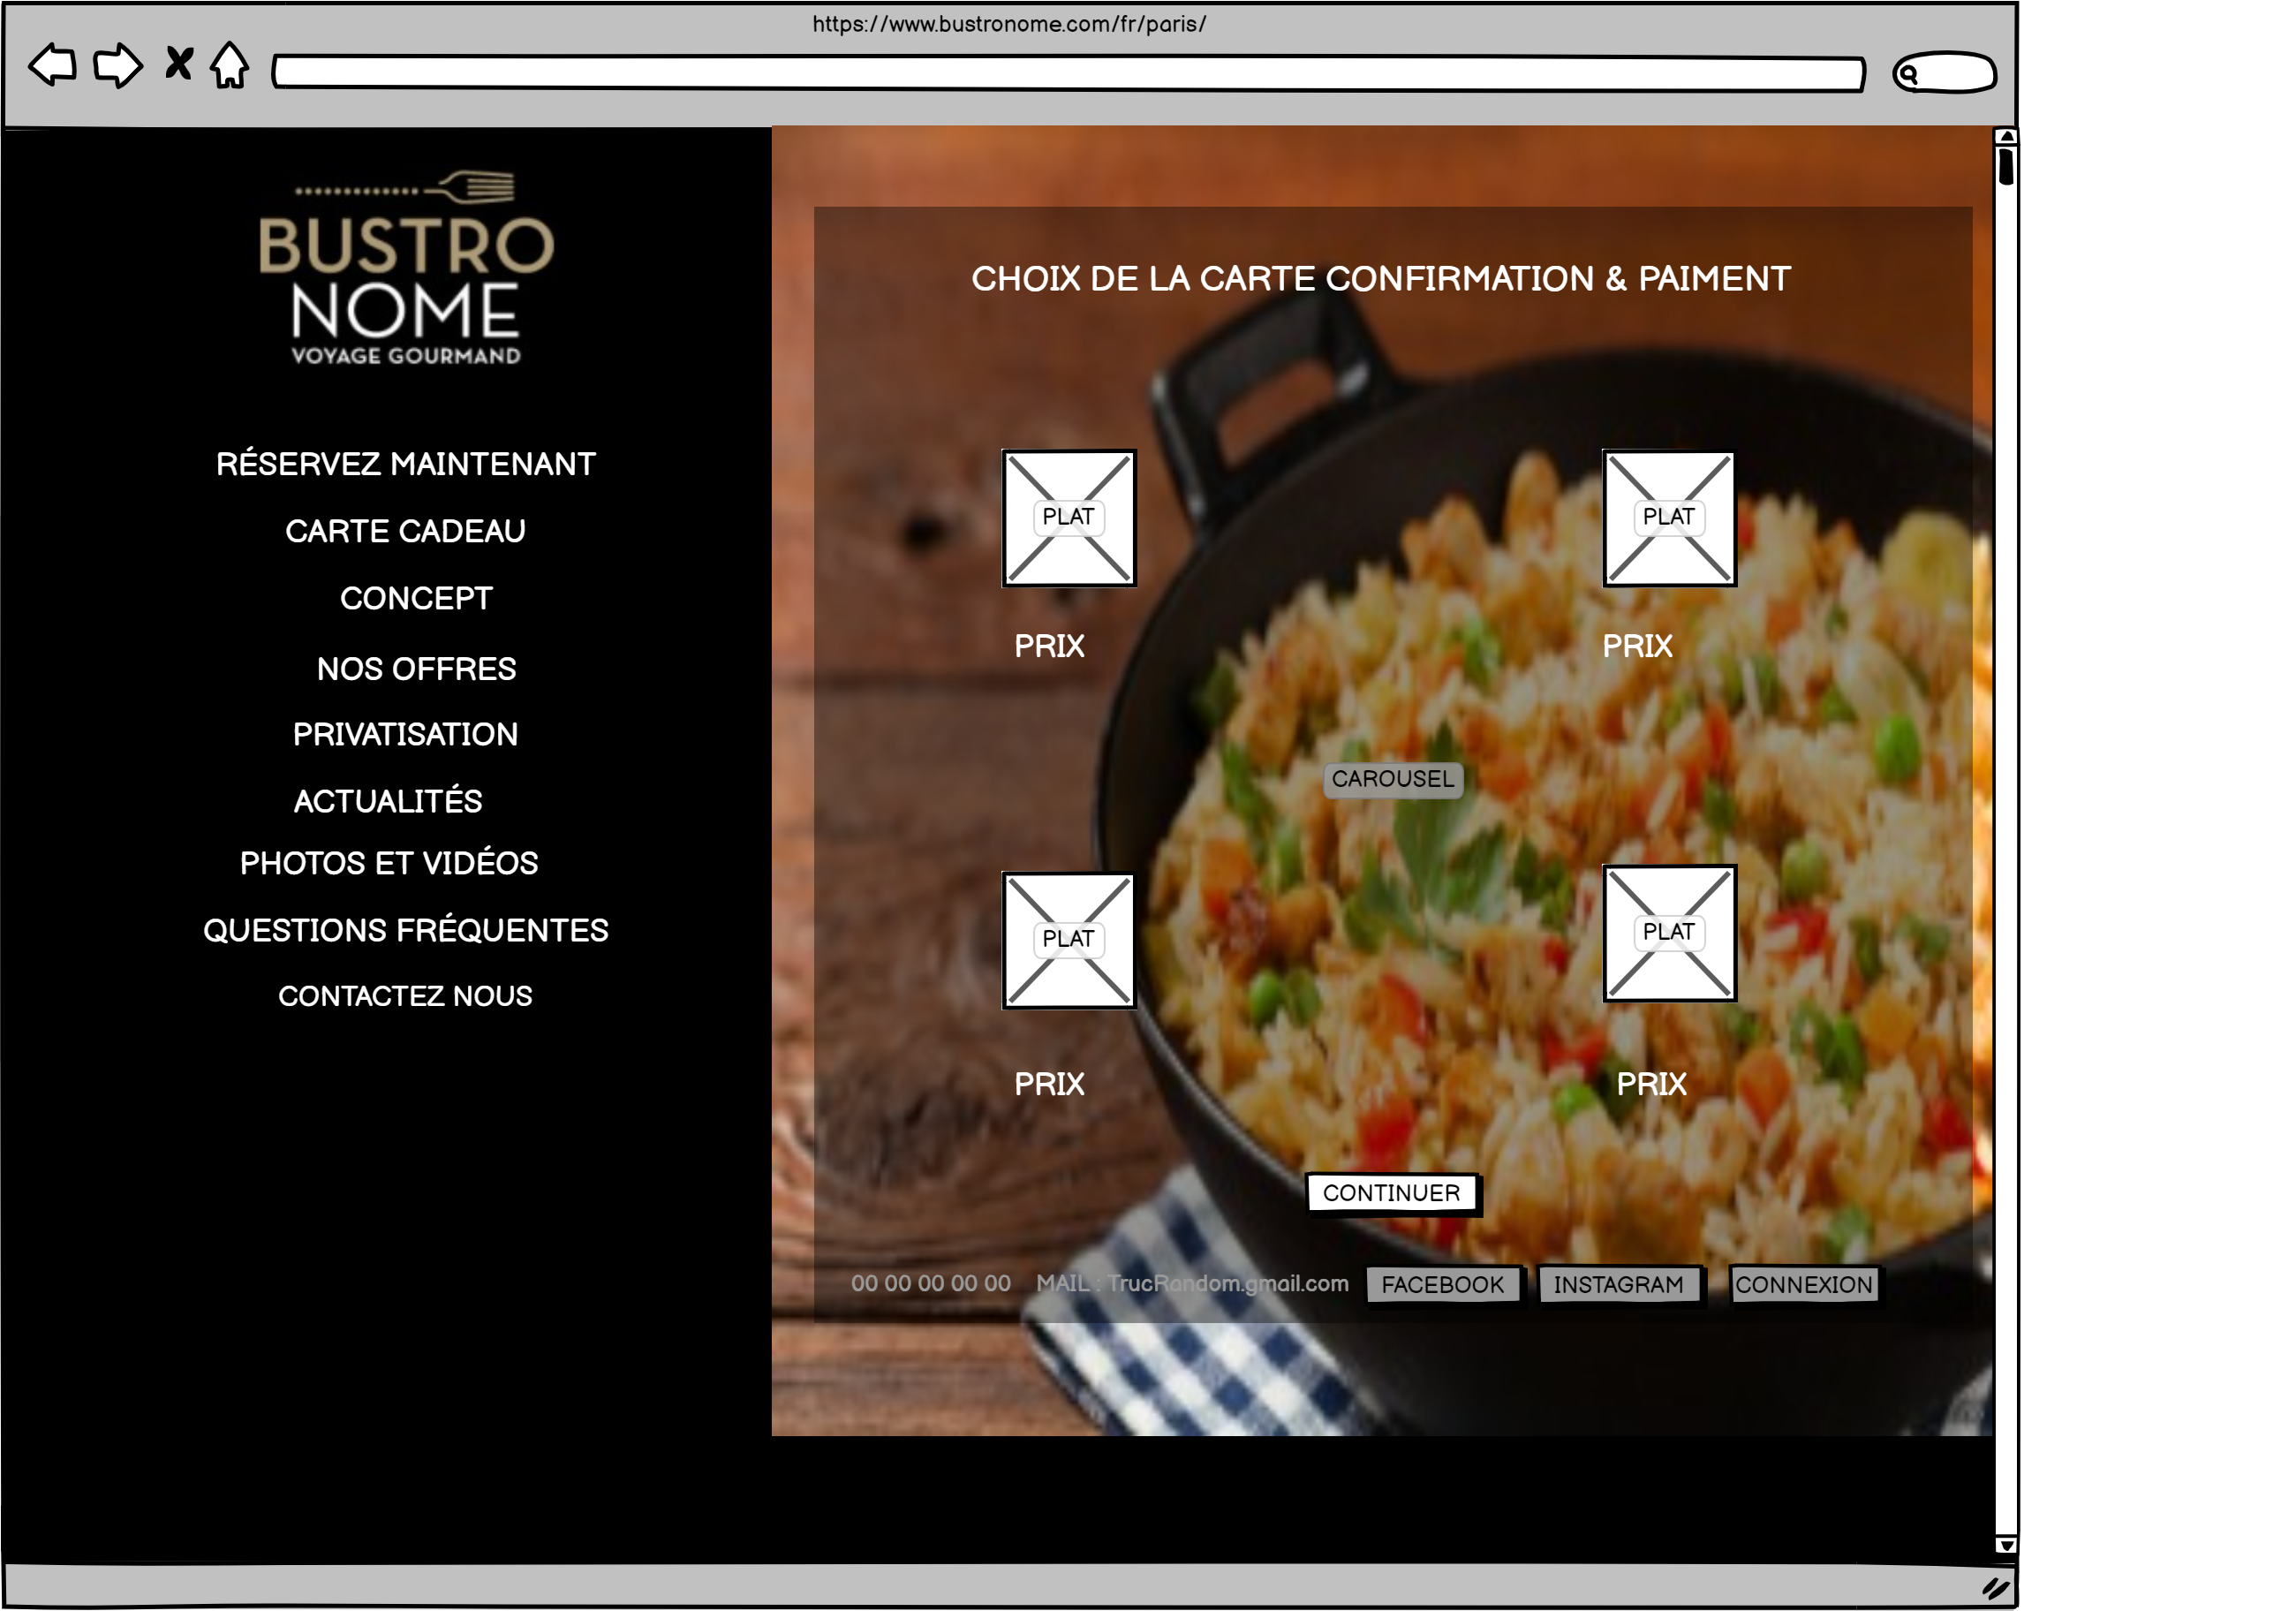 https://www.bustronome.com/fr/paris/
BUSTRO
NOME
VOYAGE GOURMAND
RÉSERVEZ MAINTENANT
CARTE CADEAU
CONCEPT
NOS OFFRES
PRIVATISATION
ACTUALITÉS
PHOTOS ET VIDÉOS
QUESTIONS FRÉQUENTES
CONTACTEZ NOUS
CHOIX DE LA CARTE CONFIRMATION & PAIMENT
PLAT PLAT
PRIX PRIX
CAROUSEL
PLAT PLAT
PRIX PRIX
CONTINUER
00 00 00 00 00 MAIL : TrucRandom.gmail.com FACEBOOK INSTAGRAM CONNEXION